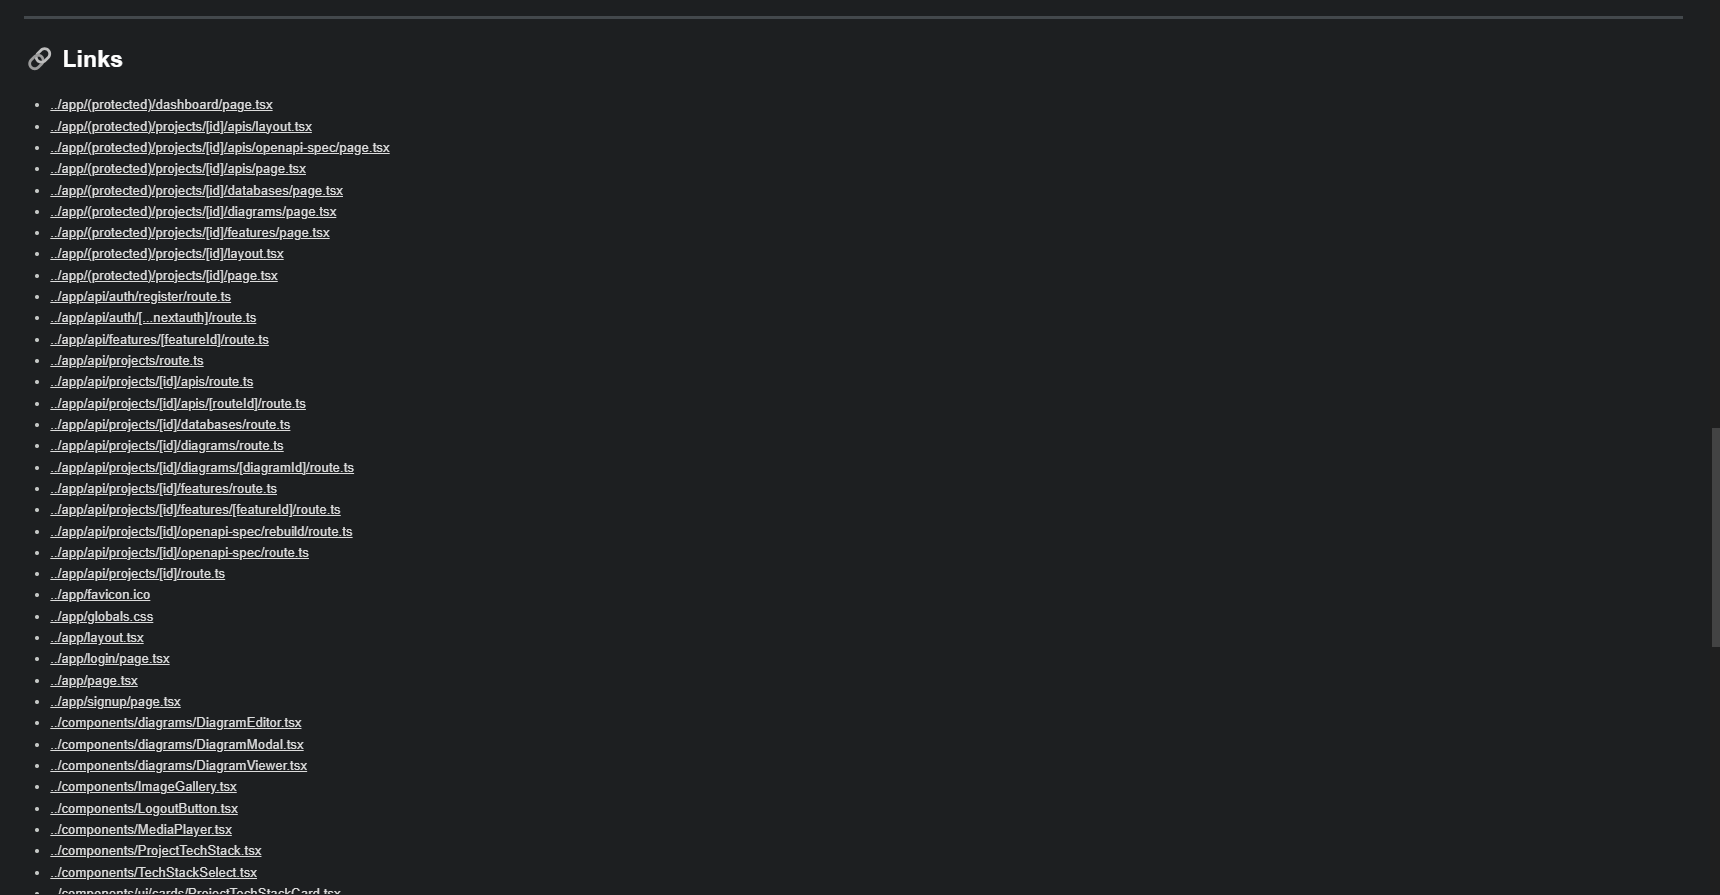 Links
../app/(protected)/dashboard/page.tsx
../app/(protected)/projects/[id]/apis/layout.tsx
../app/(protected)/projects/[id]/apis/openapi-spec/page.tsx
../app/(protected)/projects/[id]/apis/page.tsx
../app/(protected)/projects/[id]/databases/page.tsx
../app/(protected)/projects/[id]/diagrams/page.tsx
../app/(protected)/projects/[id]/features/page.tsx
../app/(protected)/projects/[id]/layout.tsx
../app/(protected)/projects/[id]/page.tsx
../app/api/auth/register/route.ts
../app/api/auth/[...nextauth]/route.ts
../app/api/features/[featureId]/route.ts
../app/api/projects/route.ts
../app/api/projects/[id]/apis/route.ts
../app/api/projects/[id]/apis/[routeId]/route.ts
../app/api/projects/[id]/databases/route.ts
../app/api/projects/[id]/diagrams/route.ts
../app/api/projects/[id]/diagrams/[diagramId]/route.ts
../app/api/projects/[id]/features/route.ts
../app/api/projects/[id]/features/[featureId]/route.ts
../app/api/projects/[id]/openapi-spec/rebuild/route.ts
../app/api/projects/[id]/openapi-spec/route.ts
../app/api/projects/[id]/route.ts
../app/favicon.ico
../app/globals.css
../app/layout.tsx
../app/login/page.tsx
../app/page.tsx
../app/signup/page.tsx
../components/diagrams/DiagramEditor.tsx
../components/diagrams/DiagramModal.tsx
../components/diagrams/DiagramViewer.tsx
../components/ImageGallery.tsx
../components/LogoutButton.tsx
../components/MediaPlayer.tsx
../components/ProjectTechStack.tsx
../components/TechStackSelect.tsx
../components/ui/cards/ProjectTechStackCard.tsx